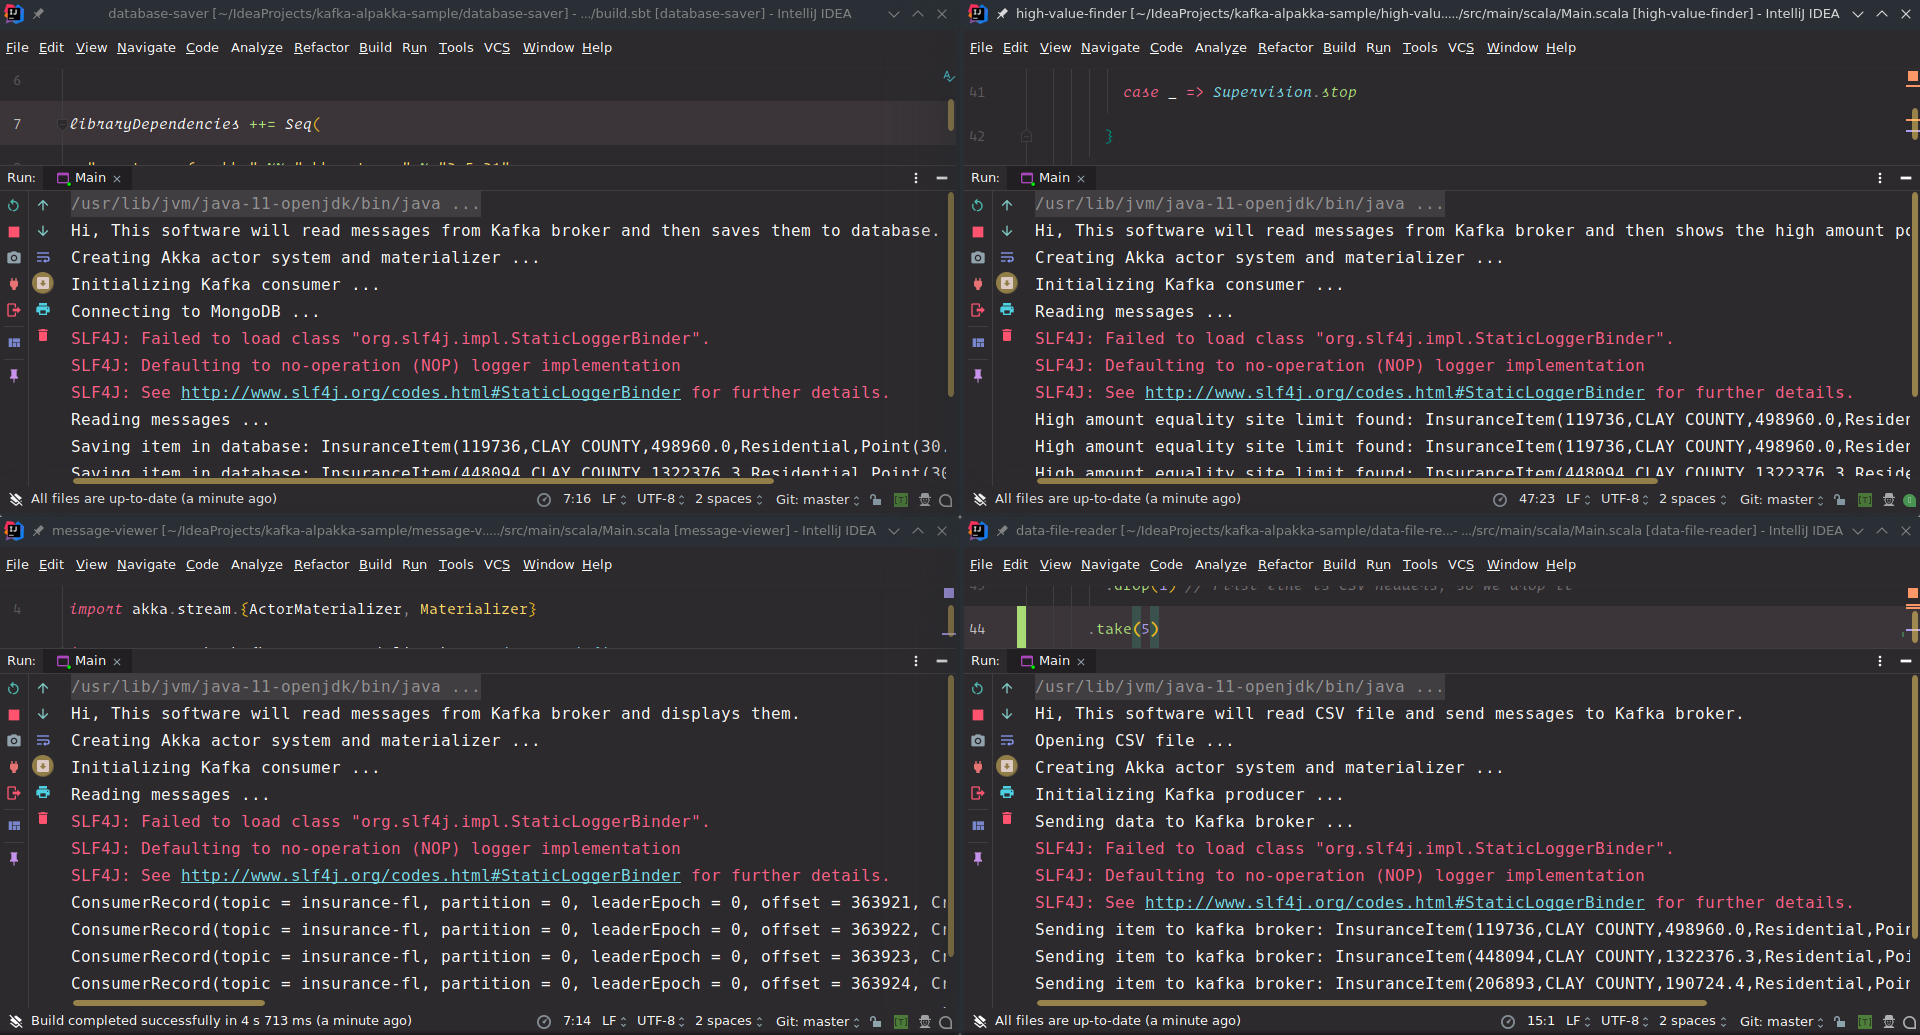 database-saver [~/IdeaProjects/kafka-alpakka-sample/database-saver] - .../build.sbt [database-saver] - IntelliJ IDEA
File Edit View Navigate Code Analyze Refactor Build Run Tools VCS Window Help
6
7 libraryDependencies ++= Seq(
Run: Main ×
/usr/lib/jvm/java-11-openjdk/bin/java ...
Hi, This software will read messages from Kafka broker and then saves them to database.
Creating Akka actor system and materializer ...
Initializing Kafka consumer ...
Connecting to MongoDB ...
SLF4J: Failed to load class "org.slf4j.impl.StaticLoggerBinder".
SLF4J: Defaulting to no-operation (NOP) logger implementation
SLF4J: See http://www.slf4j.org/codes.html#StaticLoggerBinder for further details.
Reading messages ...
Saving item in database: InsuranceItem(119736,CLAY COUNTY,498960.0,Residential,Point(30.
Saving item in database: InsuranceItem(448094,CLAY COUNTY,1322376.3,Residential,Point(30
All files are up-to-date (a minute ago) 7:16 LF UTF-8 2 spaces Git: master
high-value-finder [~/IdeaProjects/kafka-alpakka-sample/high-valu...../src/main/scala/Main.scala [high-value-finder] - IntelliJ IDEA
File Edit View Navigate Code Analyze Refactor Build Run Tools VCS Window Help
41 case _ => Supervision.stop
42 }
Run: Main ×
/usr/lib/jvm/java-11-openjdk/bin/java ...
Hi, This software will read messages from Kafka broker and then shows the high amount po
Creating Akka actor system and materializer ...
Initializing Kafka consumer ...
Reading messages ...
SLF4J: Failed to load class "org.slf4j.impl.StaticLoggerBinder".
SLF4J: Defaulting to no-operation (NOP) logger implementation
SLF4J: See http://www.slf4j.org/codes.html#StaticLoggerBinder for further details.
High amount equality site limit found: InsuranceItem(119736,CLAY COUNTY,498960.0,Residen
High amount equality site limit found: InsuranceItem(119736,CLAY COUNTY,498960.0,Residen
High amount equality site limit found: InsuranceItem(448094,CLAY COUNTY,1322376.3,Reside
All files are up-to-date (a minute ago) 47:23 LF UTF-8 2 spaces Git: master
message-viewer [~/IdeaProjects/kafka-alpakka-sample/message-v...../src/main/scala/Main.scala [message-viewer] - IntelliJ IDEA
File Edit View Navigate Code Analyze Refactor Build Run Tools VCS Window Help
4 import akka.stream.{ActorMaterializer, Materializer}
Run: Main ×
/usr/lib/jvm/java-11-openjdk/bin/java ...
Hi, This software will read messages from Kafka broker and displays them.
Creating Akka actor system and materializer ...
Initializing Kafka consumer ...
Reading messages ...
SLF4J: Failed to load class "org.slf4j.impl.StaticLoggerBinder".
SLF4J: Defaulting to no-operation (NOP) logger implementation
SLF4J: See http://www.slf4j.org/codes.html#StaticLoggerBinder for further details.
ConsumerRecord(topic = insurance-fl, partition = 0, leaderEpoch = 0, offset = 363921, Cr
ConsumerRecord(topic = insurance-fl, partition = 0, leaderEpoch = 0, offset = 363922, Cr
ConsumerRecord(topic = insurance-fl, partition = 0, leaderEpoch = 0, offset = 363923, Cr
ConsumerRecord(topic = insurance-fl, partition = 0, leaderEpoch = 0, offset = 363924, Cr
Build completed successfully in 4 s 713 ms (a minute ago) 7:14 LF UTF-8 2 spaces Git: master
data-file-reader [~/IdeaProjects/kafka-alpakka-sample/data-file-re...- .../src/main/scala/Main.scala [data-file-reader] - IntelliJ IDEA
File Edit View Navigate Code Analyze Refactor Build Run Tools VCS Window Help
43 .drop(1) // First line is CSV headers, so we drop it
44 .take(5)
Run: Main ×
/usr/lib/jvm/java-11-openjdk/bin/java ...
Hi, This software will read CSV file and send messages to Kafka broker.
Opening CSV file ...
Creating Akka actor system and materializer ...
Initializing Kafka producer ...
Sending data to Kafka broker ...
SLF4J: Failed to load class "org.slf4j.impl.StaticLoggerBinder".
SLF4J: Defaulting to no-operation (NOP) logger implementation
SLF4J: See http://www.slf4j.org/codes.html#StaticLoggerBinder for further details.
Sending item to kafka broker: InsuranceItem(119736,CLAY COUNTY,498960.0,Residential,Poin
Sending item to kafka broker: InsuranceItem(448094,CLAY COUNTY,1322376.3,Residential,Poi
Sending item to kafka broker: InsuranceItem(206893,CLAY COUNTY,190724.4,Residential,Poin
All files are up-to-date (a minute ago) 15:1 LF UTF-8 2 spaces Git: master